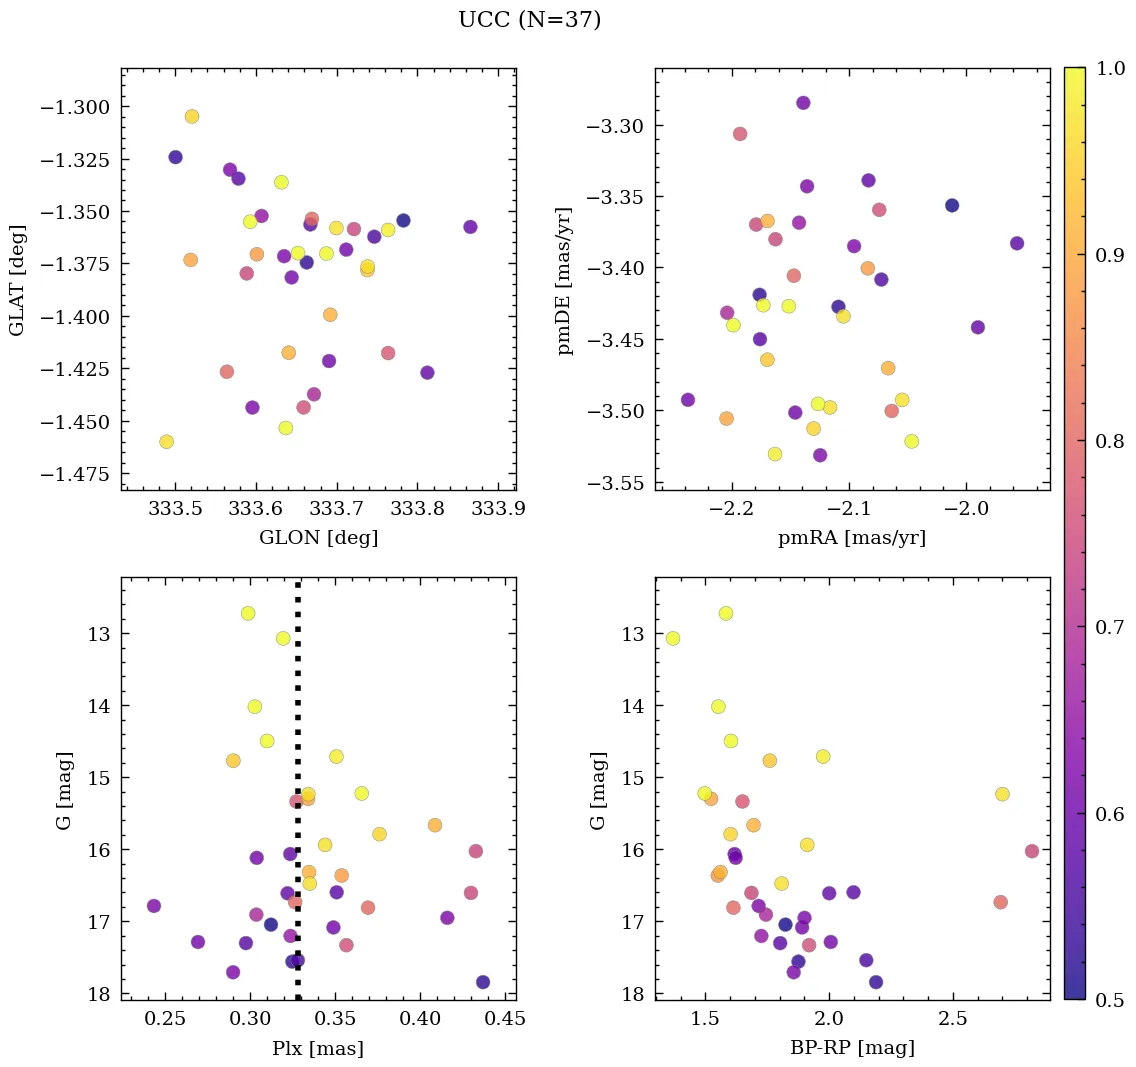 UCC (N=37)
−1.300
−1.325
−1.350
−1.375
−1.400
−1.425
−1.450
−1.475
GLAT [deg]
333.5 333.6 333.7 333.8 333.9
GLON [deg]
−3.30
−3.35
−3.40
−3.45
−3.50
−3.55
pmDE [mas/yr]
−2.2 −2.1 −2.0
pmRA [mas/yr]
13
14
15
16
17
18
G [mag]
0.25 0.30 0.35 0.40 0.45
Plx [mas]
13
14
15
16
17
18
G [mag]
1.5 2.0 2.5
BP-RP [mag]
1.0
0.9
0.8
0.7
0.6
0.5